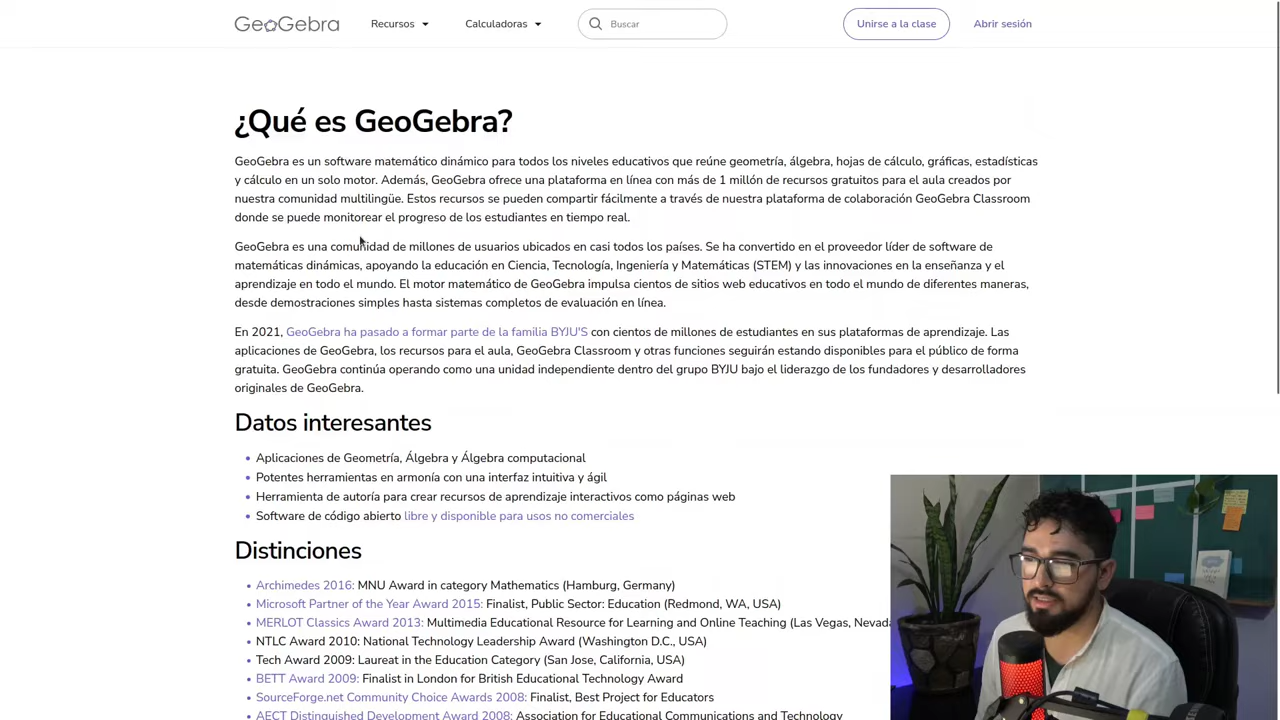 GeoGebra
Recursos
Calculadoras
Buscar
Unirse a la clase
Abrir sesión
¿Qué es GeoGebra?
GeoGebra es un software matemático dinámico para todos los niveles educativos que reúne geometría, álgebra, hojas de cálculo, gráficas, estadísticas
y cálculo en un solo motor. Además, GeoGebra ofrece una plataforma en línea con más de 1 millón de recursos gratuitos para el aula creados por
nuestra comunidad multilingüe. Estos recursos se pueden compartir fácilmente a través de nuestra plataforma de colaboración GeoGebra Classroom
donde se puede monitorear el progreso de los estudiantes en tiempo real.
GeoGebra es una comunidad de millones de usuarios ubicados en casi todos los países. Se ha convertido en el proveedor líder de software de
matemáticas dinámicas, apoyando la educación en Ciencia, Tecnología, Ingeniería y Matemáticas (STEM) y las innovaciones en la enseñanza y el
aprendizaje en todo el mundo. El motor matemático de GeoGebra impulsa cientos de sitios web educativos en todo el mundo de diferentes maneras,
desde demostraciones simples hasta sistemas completos de evaluación en línea.
En 2021, GeoGebra ha pasado a formar parte de la familia BYJU'S con cientos de millones de estudiantes en sus plataformas de aprendizaje. Las
aplicaciones de GeoGebra, los recursos para el aula, GeoGebra Classroom y otras funciones seguirán estando disponibles para el público de forma
gratuita. GeoGebra continúa operando como una unidad independiente dentro del grupo BYJU bajo el liderazgo de los fundadores y desarrolladores
originales de GeoGebra.
Datos interesantes
• Aplicaciones de Geometría, Álgebra y Álgebra computacional
• Potentes herramientas en armonía con una interfaz intuitiva y ágil
• Herramienta de autoría para crear recursos de aprendizaje interactivos como páginas web
• Software de código abierto libre y disponible para usos no comerciales
Distinciones
• Archimedes 2016: MNU Award in category Mathematics (Hamburg, Germany)
• Microsoft Partner of the Year Award 2015: Finalist, Public Sector: Education (Redmond, WA, USA)
• MERLOT Classics Award 2013: Multimedia Educational Resource for Learning and Online Teaching (Las Vegas, Nevada
• NTLC Award 2010: National Technology Leadership Award (Washington D.C., USA)
• Tech Award 2009: Laureat in the Education Category (San Jose, California, USA)
• BETT Award 2009: Finalist in London for British Educational Technology Award
• SourceForge.net Community Choice Awards 2008: Finalist, Best Project for Educators
• AECT Distinguished Development Award 2008: Association for Educational Communications and Technology